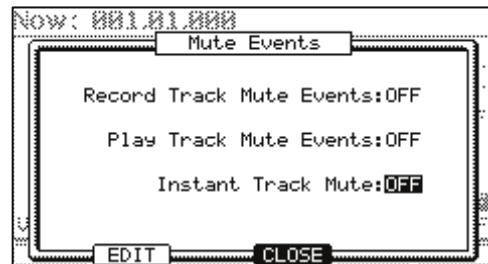 Now: 001.01.000
Mute Events
Record Track Mute Events:OFF
Play Track Mute Events:OFF
Instant Track Mute:OFF
EDIT CLOSE